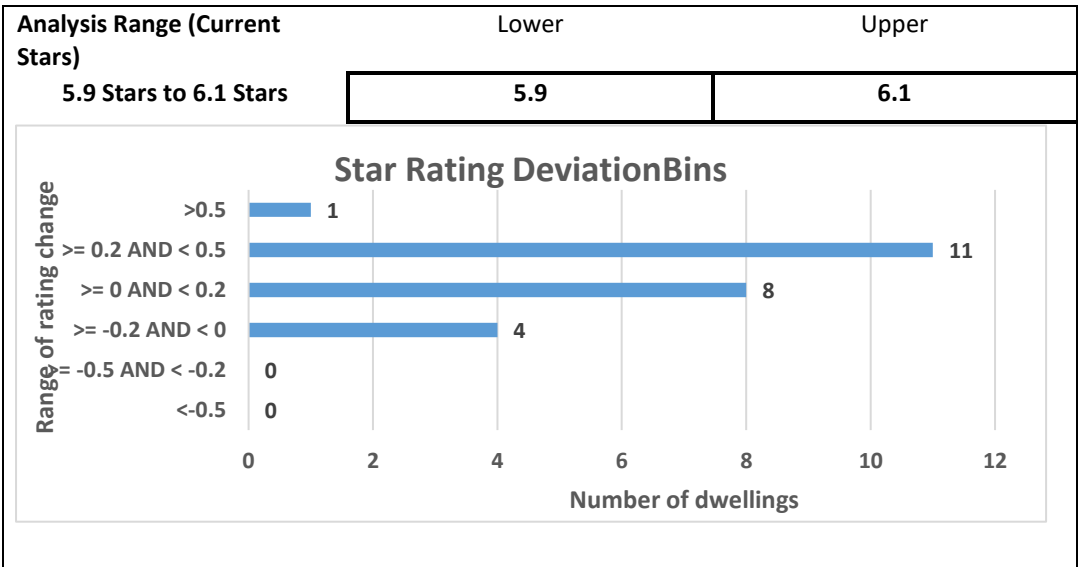 Analysis Range (Current Stars)
Lower
Upper
5.9 Stars to 6.1 Stars
5.9
6.1
Star Rating DeviationBins
Range of rating change
>0.5
1
>= 0.2 AND < 0.5
11
>= 0 AND < 0.2
8
>= -0.2 AND < 0
4
>= -0.5 AND < -0.2
0
<-0.5
0
0 2 4 6 8 10 12
Number of dwellings